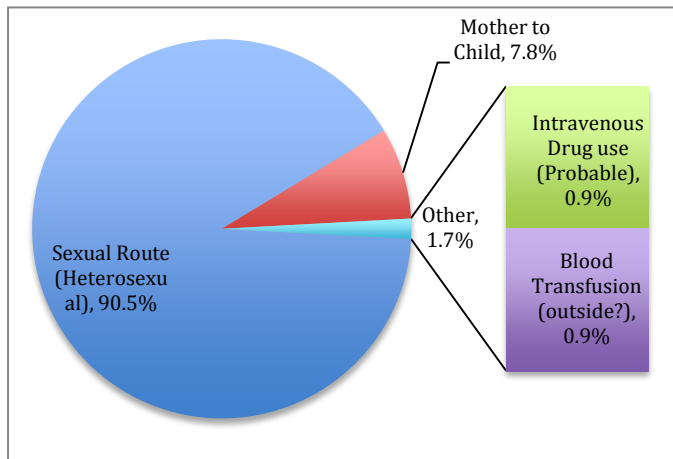 Mother to
Child, 7.8%
Intravenous
Drug use
(Probable),
0.9%
Other,
1.7%
Sexual Route
(Heterosexu
al), 90.5%
Blood
Transfusion
(outside?),
0.9%